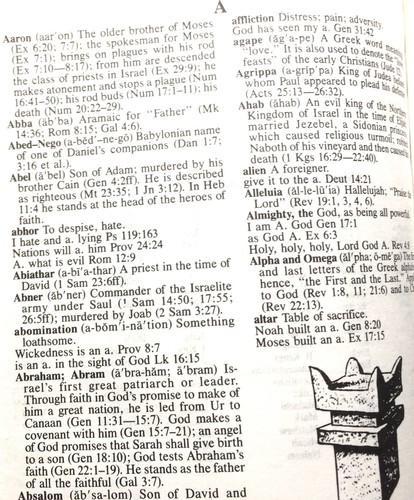 A
Aaron (aar'on) The older brother of Moses
(Ex 6:20; 7:7); the spokesman for Moses
(Ex 7:1); brings on plagues with his rod
(Ex 7:10—8:17); from him are descended
the class of priests in Israel (Ex 29:9); he
makes atonement and stops a plague (Num
16:41–50); his rod buds (Num 17:1–11); his
death (Num 20:22–29).
Abba (ăb'ba) Aramaic for "Father" (Mk
14:36; Rom 8:15; Gal 4:6).
Abed–Nego (a-bĕd'–ne-gō) Babylonian name
of one of Daniel's companions (Dan 1:7;
3:16 et al.).
Abel (ā'bel) Son of Adam; murdered by his
brother Cain (Gen 4:2ff). He is described
as righteous (Mt 23:35; 1 Jn 3:12). In Heb
11:4 he stands at the head of the heroes of
faith.
abhor To despise, hate.
I hate and a. lying Ps 119:163
Nations will a. him Prov 24:24
A. what is evil Rom 12:9
Abiathar (a-bī'a-thar) A priest in the time of
David (1 Sam 23:6ff).
Abner (ăb'ner) Commander of the Israelite
army under Saul (1 Sam 14:50; 17:55;
26:5ff); murdered by Joab (2 Sam 3:27).
abomination (a-bŏm'i-nā'tion) Something
loathsome.
Wickedness is an a. Prov 8:7
is an a. in the sight of God Lk 16:15
Abraham; Abram (ā'bra-hăm; ā'bram) Is-
rael's first great patriarch or leader.
Through faith in God's promise to make of
him a great nation, he is led from Ur to
Canaan (Gen 11:31—15:7). God makes a
covenant with him (Gen 15:7–21); an angel
of God promises that Sarah shall give birth
to a son (Gen 18:10); God tests Abraham's
faith (Gen 22:1–19). He stands as the father
of all the faithful (Gal 3:7).
Absalom (ăb'sa-lom) Son of David and
affliction Distress; pain; adversity.
God has seen my a. Gen 31:42
agape (ăg'a-pe) A Greek word meaning
"love." It is also used to denote the "love
feasts" of the early Christians
Agrippa (a-grĭp'pa) King of Judea before
whom Paul appeared to plead his defense
(Acts 25:13—26:32).
Ahab (āhab) An evil king of the Northern
Kingdom of Israel in the time of
married Jezebel, a Sidonian
which caused religious turmoil;
Naboth of his vineyard and then caused his
death (1 Kgs 16:29—22:40).
alien A foreigner.
give it to the a. Deut 14:21
Alleluia (ăl-le-lū'ia) Hallelujah; "Praise the
Lord" (Rev 19:1, 3, 4, 6).
Almighty, the God, as being all powerful.
I am A. God Gen 17:1
as God A. Ex 6:3
Holy, holy, holy, Lord God A. Rev 4:8
Alpha and Omega (ăl'pha; ō-mē'ga) The first
and last letters of the Greek alphabet
hence, "the First and the Last."
to God (Rev 1:8, 11; 21:6) and to
(Rev 22:13).
altar Table of sacrifice.
Noah built an a. Gen 8:20
Moses built an a. Ex 17:15